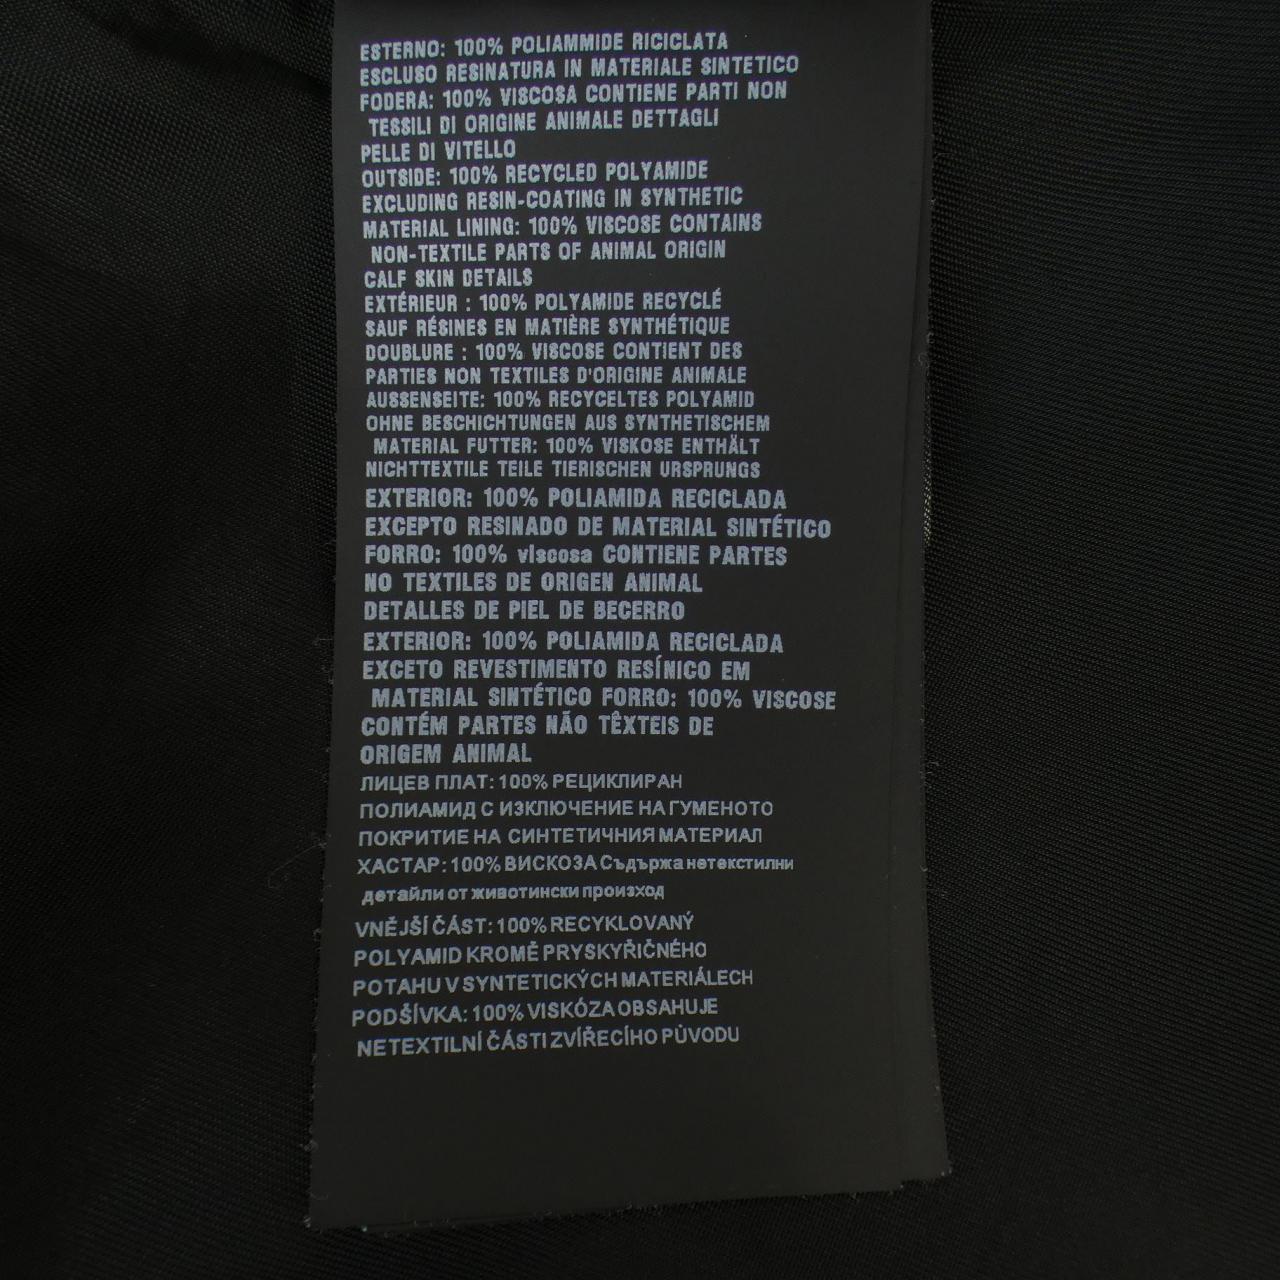 ESTERNO: 100% POLIAMMIDE RICICLATA
ESCLUSO RESINATURA IN MATERIALE SINTETICO
FODERA: 100% VISCOSA CONTIENE PARTI NON
TESSILI DI ORIGINE ANIMALE DETTAGLI
PELLE DI VITELLO
OUTSIDE: 100% RECYCLED POLYAMIDE
EXCLUDING RESIN-COATING IN SYNTHETIC
MATERIAL LINING: 100% VISCOSE CONTAINS
NON-TEXTILE PARTS OF ANIMAL ORIGIN
CALF SKIN DETAILS
EXTÉRIEUR : 100% POLYAMIDE RECYCLÉ
SAUF RÉSINES EN MATIÈRE SYNTHÉTIQUE
DOUBLURE : 100% VISCOSE CONTIENT DES
PARTIES NON TEXTILES D'ORIGINE ANIMALE
AUSSENSEITE: 100% RECYCELTES POLYAMID
OHNE BESCHICHTUNGEN AUS SYNTHETISCHEM
MATERIAL FUTTER: 100% VISKOSE ENTHÄLT
NICHTTEXTILE TEILE TIERISCHEN URSPRUNGS
EXTERIOR: 100% POLIAMIDA RECICLADA
EXCEPTO RESINADO DE MATERIAL SINTÉTICO
FORRO: 100% viscosa CONTIENE PARTES
NO TEXTILES DE ORIGEN ANIMAL
DETALLES DE PIEL DE BECERRO
EXTERIOR: 100% POLIAMIDA RECICLADA
EXCETO REVESTIMENTO RESÍNICO EM
MATERIAL SINTÉTICO FORRO: 100% VISCOSE
CONTÉM PARTES NÃO TÊXTEIS DE
ORIGEM ANIMAL
ЛИЦЕВ ПЛАТ: 100% РЕЦИКЛИРАН
ПОЛИАМИД С ИЗКЛЮЧЕНИЕ НА ГУМЕНОТО
ПОКРИТИЕ НА СИНТЕТИЧНИЯ МАТЕРИАЛ
ХАСТАР: 100% ВИСКОЗА Съдържа нетекстилни
детайли от животински произход
VNĚJŠÍ ČÁST: 100% RECYKLOVANÝ
POLYAMID KROMĚ PRYSKYŘIČNÉHO
POTAHU V SYNTETICKÝCH MATERIÁLECH
PODŠÍVKA: 100% VISKÓZA OBSAHUJE
NETEXTILNÍ ČÁSTI ZVÍŘECÍHO PŮVODU